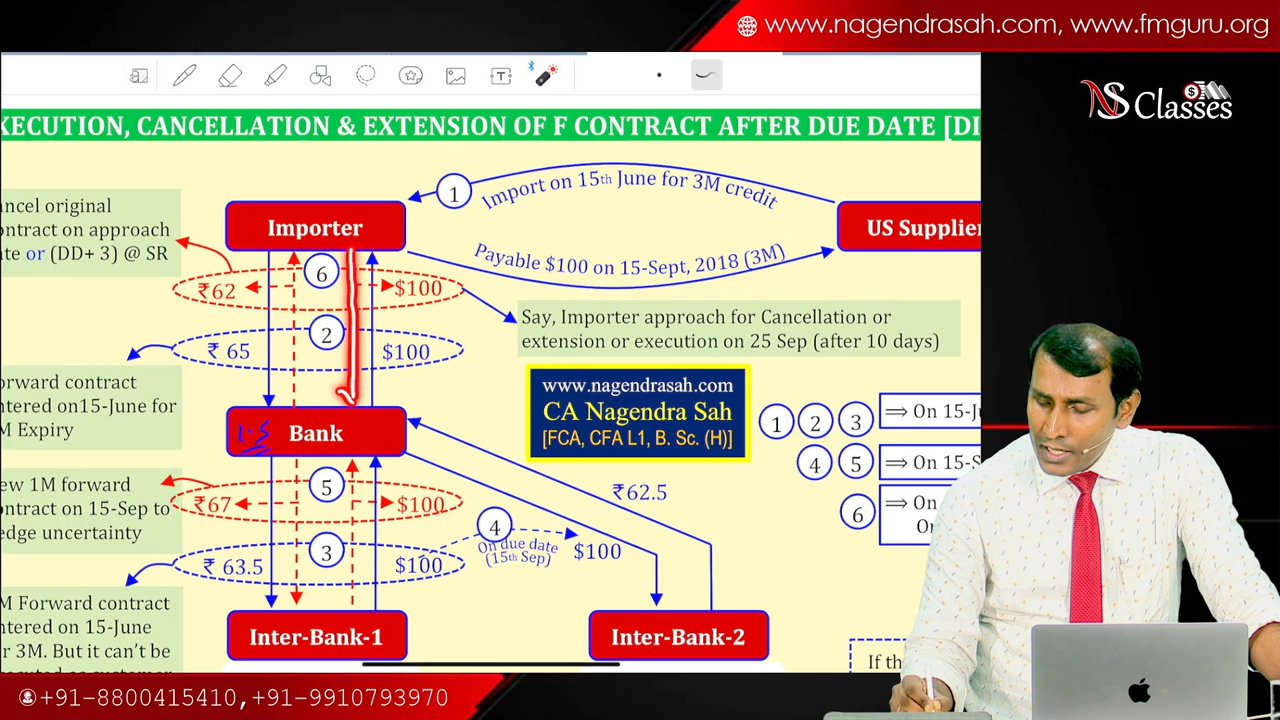 www.nagendrasah.com, www.fmguru.org
NS Classes
XECUTION, CANCELLATION & EXTENSION OF F CONTRACT AFTER DUE DATE [DI
ancel original
ontract on approach
ate or (DD+ 3) @ SR
Importer
1
Import on 15th June for 3M credit
US Supplier
Payable $100 on 15-Sept, 2018 (3M)
6
₹62
$100
Say, Importer approach for Cancellation or
extension or execution on 25 Sep (after 10 days)
2
₹ 65
$100
orward contract
ntered on15-June for
M Expiry
www.nagendrasah.com
CA Nagendra Sah
[FCA, CFA L1, B. Sc. (H)]
1 2 3 ⟹ On 15-J
1.5
Bank
4 5 ⟹ On 15-S
6 ⟹ On
Or
ew 1M forward
ontract on 15-Sep to
edge uncertainty
5
₹67
$100
₹62.5
4
On due date
(15th Sep)
$100
3
₹ 63.5
$100
M Forward contract
ntered on 15-June
r 3M. But it can't be
Inter-Bank-1
Inter-Bank-2
If th
+91-8800415410,+91-9910793970